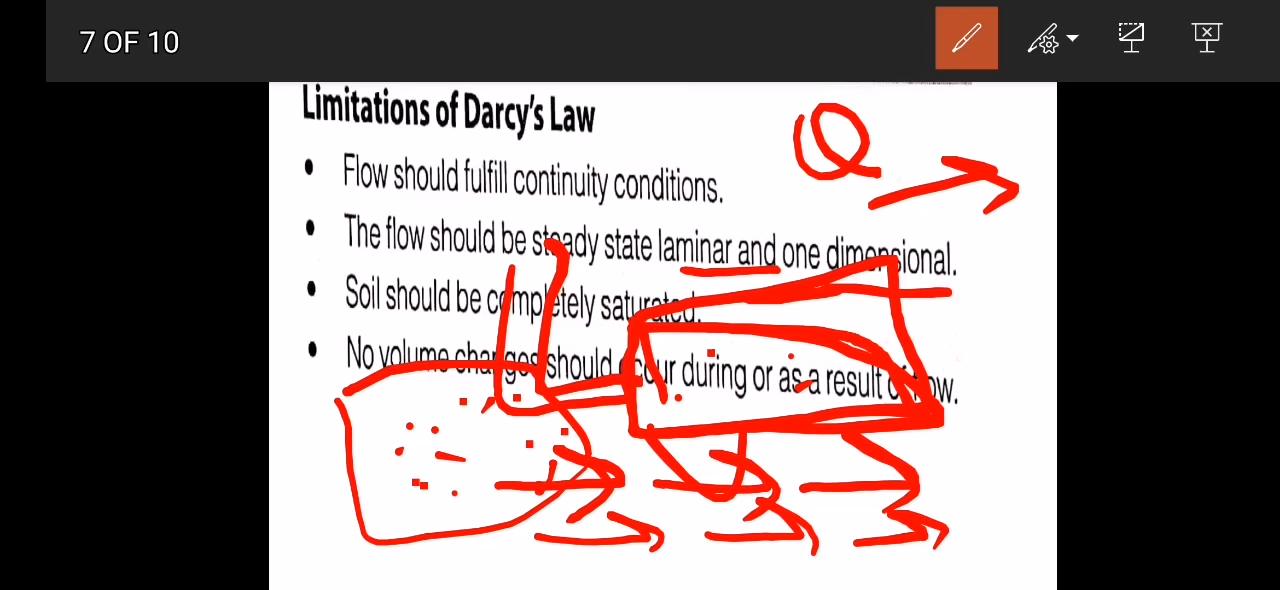 7 OF 10
Limitations of Darcy's Law
• Flow should fulfill continuity conditions.
Q
• The flow should be steady state laminar and one dimensional.
• Soil should be completely saturated.
• No volume changes should occur during or as a result of flow.